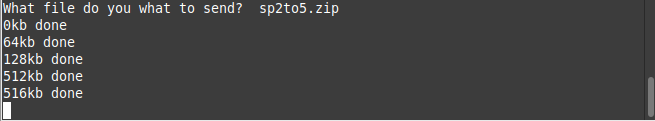 What file do you what to send?  sp2to5.zip
0kb done
64kb done
128kb done
512kb done
516kb done